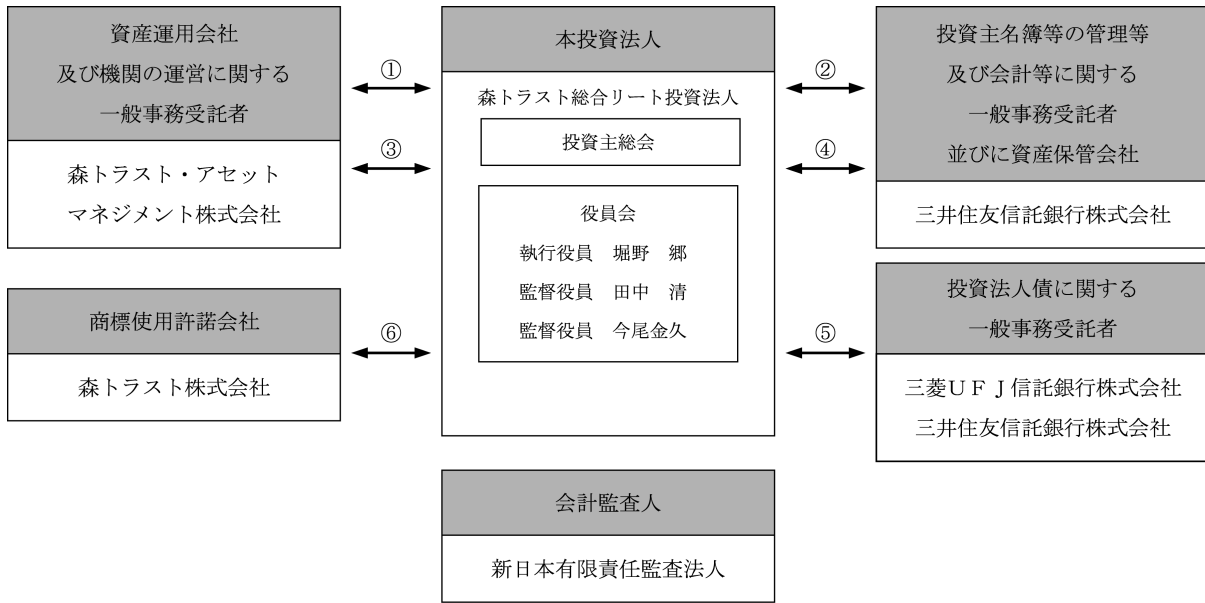 資産運用会社
及び機関の運営に関する
一般事務受託者
森トラスト・アセット
マネジメント株式会社
①
③
商標使用許諾会社
森トラスト株式会社
⑥
本投資法人
森トラスト総合リート投資法人
投資主総会
役員会
執行役員　堀野　郷
監督役員　田中　清
監督役員　今尾金久
②
④
投資主名簿等の管理等
及び会計等に関する
一般事務受託者
並びに資産保管会社
三井住友信託銀行株式会社
⑤
投資法人債に関する
一般事務受託者
三菱ＵＦＪ信託銀行株式会社
三井住友信託銀行株式会社
会計監査人
新日本有限責任監査法人